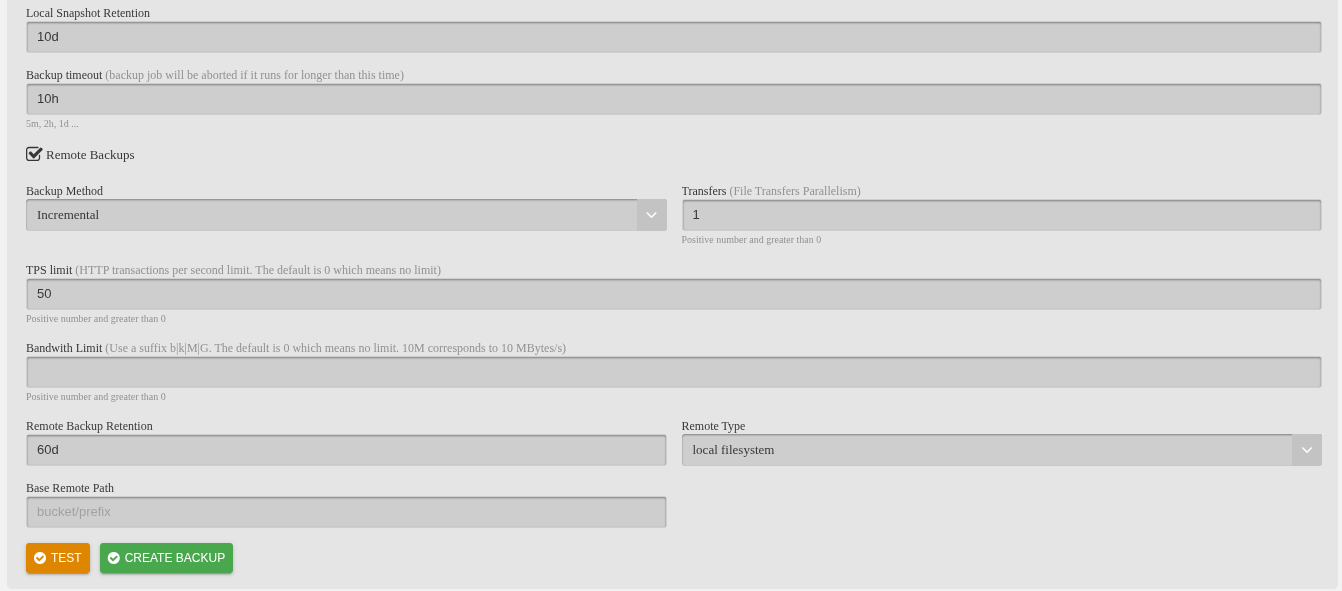 Local Snapshot Retention
10d
Backup timeout (backup job will be aborted if it runs for longer than this time)
10h
5m, 2h, 1d ...
Remote Backups
Backup Method
Incremental
Transfers (File Transfers Parallelism)
1
Positive number and greater than 0
TPS limit (HTTP transactions per second limit. The default is 0 which means no limit)
50
Positive number and greater than 0
Bandwith Limit (Use a suffix b|k|M|G. The default is 0 which means no limit. 10M corresponds to 10 MBytes/s)
Positive number and greater than 0
Remote Backup Retention
60d
Remote Type
local filesystem
Base Remote Path
bucket/prefix
TEST
CREATE BACKUP